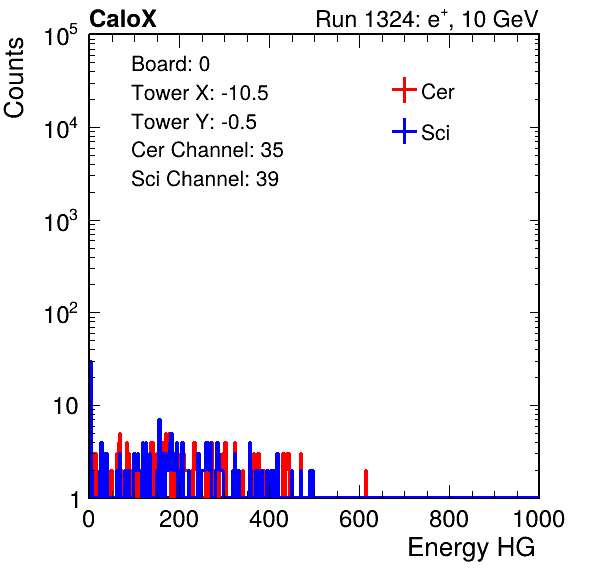 CaloX Run 1324: e⁺, 10 GeV
Counts
10⁵
10⁴
10³
10²
10
1
Board: 0
Tower X: -10.5
Tower Y: -0.5
Cer Channel: 35
Sci Channel: 39
Cer
Sci
0 200 400 600 800 1000
Energy HG